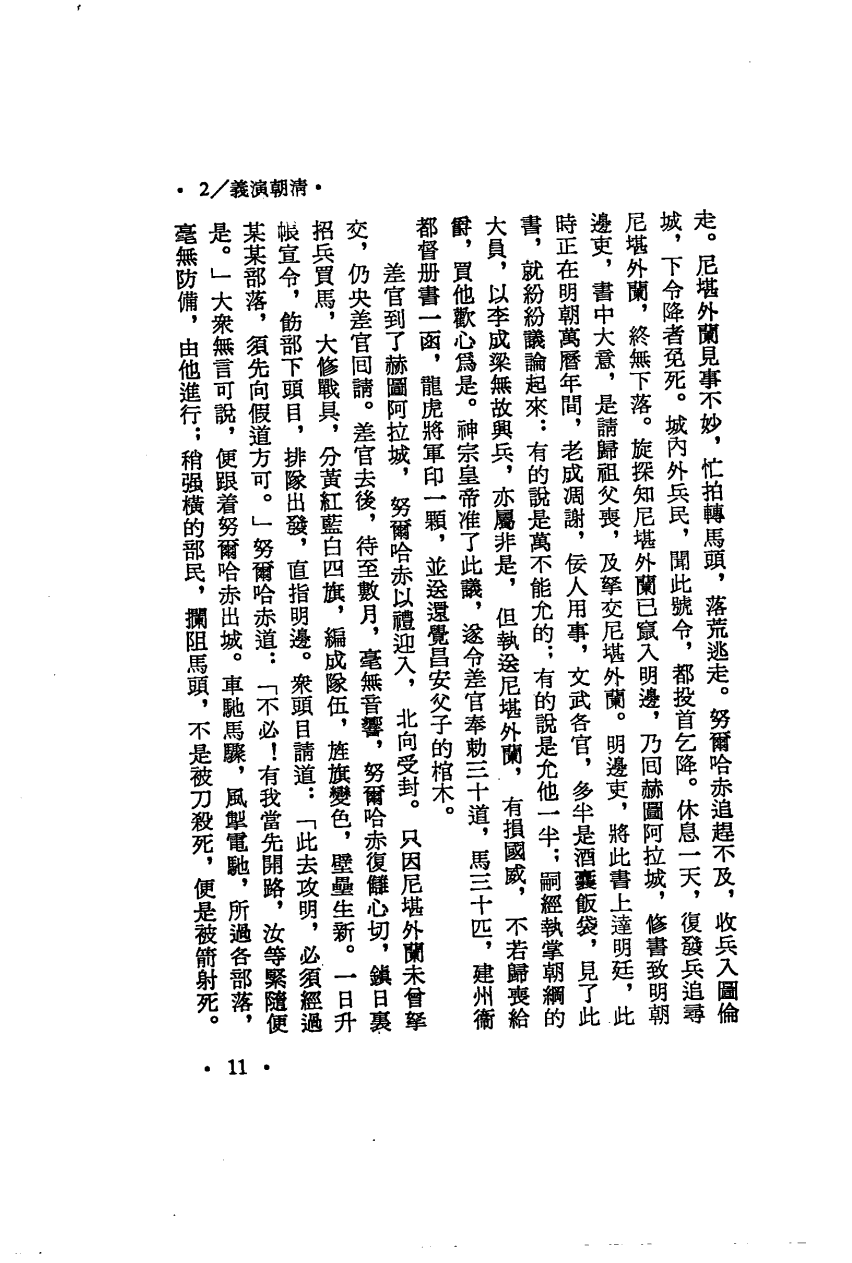 •2/義演朝清•
走。尼堪外蘭見事不妙，忙拍轉馬頭，落荒逃走。努爾哈赤追趕不及，收兵入圖倫
城，下令降者免死。城內外兵民，聞此號令，都投首乞降。休息一天，復發兵追尋
尼堪外蘭，終無下落。旋探知尼堪外蘭已竄入明邊，乃回赫圖阿拉城，修書致明朝
邊吏，書中大意，是請歸祖父喪，及拏交尼堪外蘭。明邊吏，將此書上達明廷，此
時正在明朝萬曆年間，老成凋謝，佞人用事，文武各官，多半是酒囊飯袋，見了此
書，就紛紛議論起來：有的說是萬不能允的；有的說是允他一半；嗣經執掌朝綱的
大員，以李成梁無故興兵，亦屬非是，但執送尼堪外蘭，有損國威，不若歸喪給
爵，買他歡心爲是。神宗皇帝准了此議，遂令差官奉勅三十道，馬三十匹，建州衞
都督册書一函，龍虎將軍印一顆，並送還覺昌安父子的棺木。
差官到了赫圖阿拉城，努爾哈赤以禮迎入，北向受封。只因尼堪外蘭未曾拏
交，仍央差官回請。差官去後，待至數月，毫無音響，努爾哈赤復讎心切，鎮日裏
招兵買馬，大修戰具，分黃紅藍白四旗，編成隊伍，旌旗變色，壁壘生新。一日升
帳宣令，飭部下頭目，排隊出發，直指明邊。衆頭目請道：「此去攻明，必須經過
某某部落，須先向假道方可。」努爾哈赤道：「不必！有我當先開路，汝等緊隨便
是。」大衆無言可說，便跟着努爾哈赤出城。車馳馬驟，風掣電馳，所過各部落，
毫無防備，由他進行；稍强橫的部民，攔阻馬頭，不是被刀殺死，便是被箭射死。
•11•